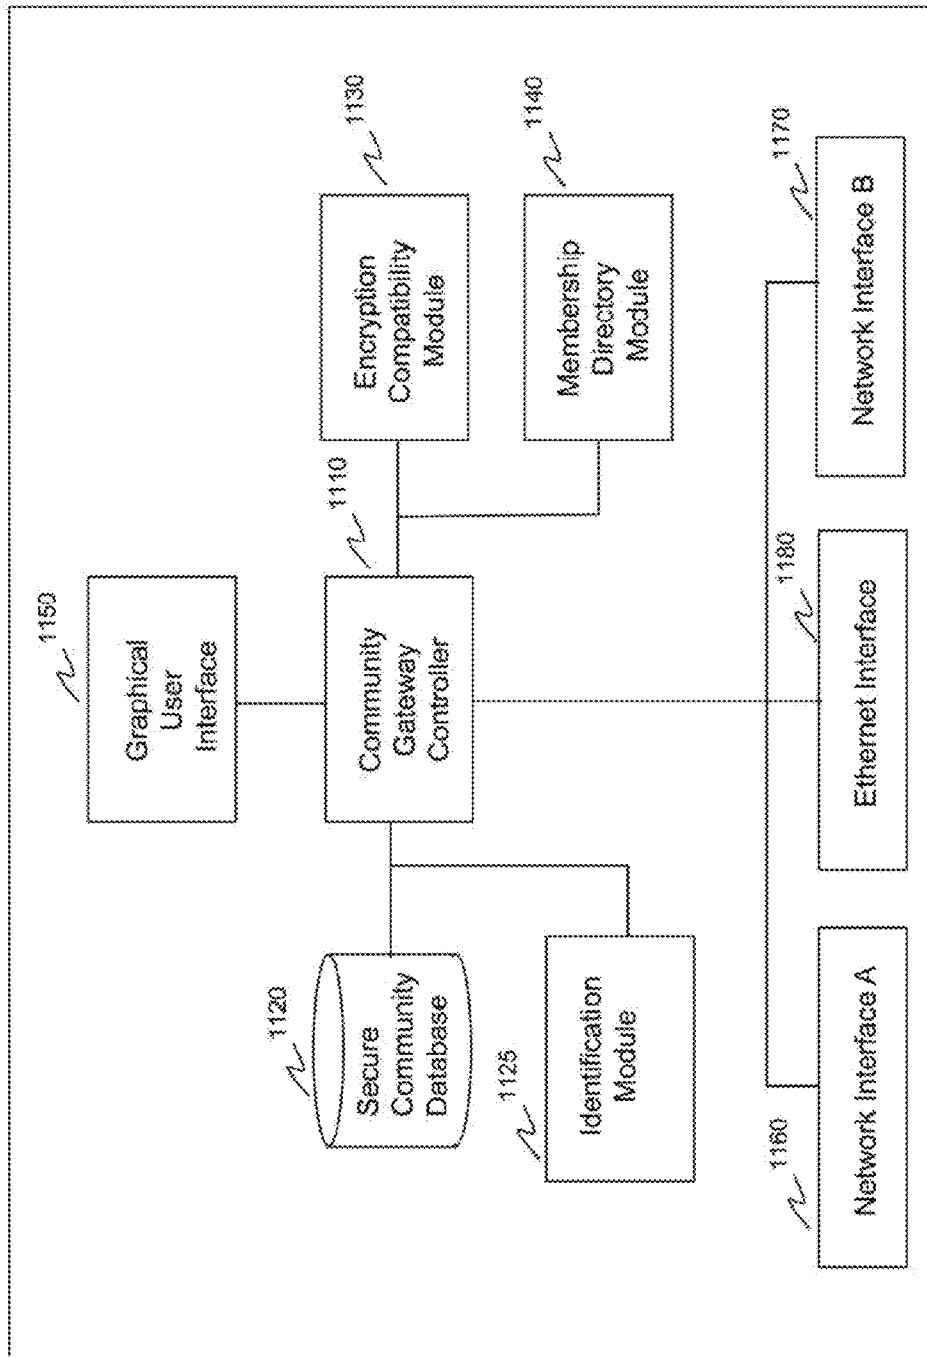 1150
Graphical
User
Interface
1120
Secure
Community
Database
1110
Community
Gateway
Controller
1130
Encryption
Compatibility
Module
1125
Identification
Module
1140
Membership
Directory
Module
1160
Network Interface A
1180
Ethernet Interface
1170
Network Interface B